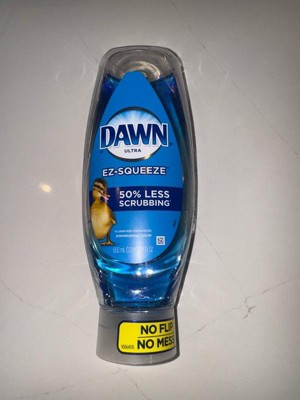 DAWN
ULTRA
EZ-SQUEEZE
50% LESS
SCRUBBING
NO FLIP
NO MESS